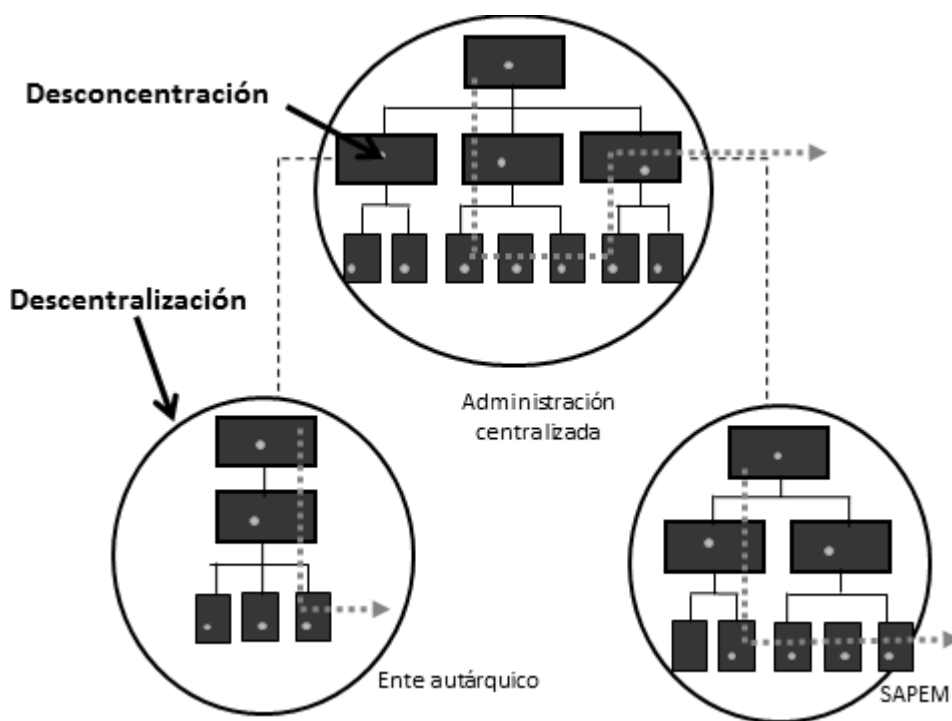 Desconcentración
Descentralización
Administración
centralizada
Ente autárquico
SAPEM